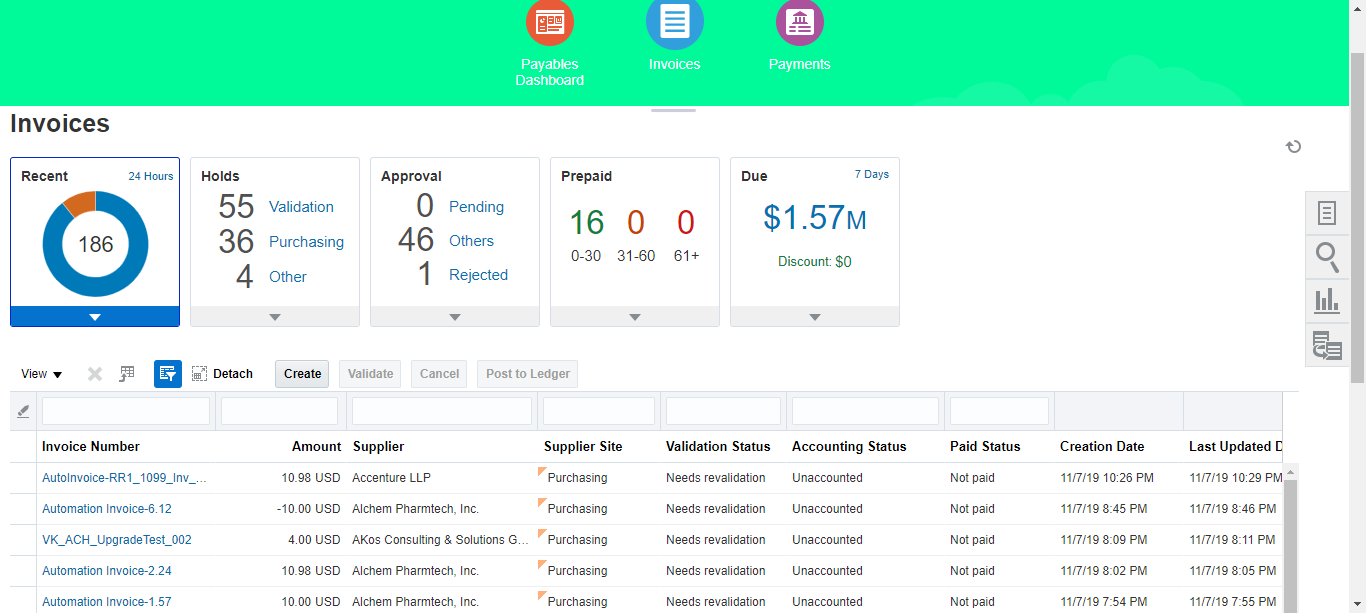 Payables Dashboard
Invoices
Payments
Invoices
Recent 24 Hours
186
Holds
55 Validation
36 Purchasing
4 Other
Approval
0 Pending
46 Others
1 Rejected
Prepaid
16 0 0
0-30 31-60 61+
Due 7 Days
$1.57M
Discount: $0
View Detach Create Validate Cancel Post to Ledger
Invoice Number Amount Supplier Supplier Site Validation Status Accounting Status Paid Status Creation Date Last Updated D
AutoInvoice-RR1_1099_Inv_... 10.98 USD Accenture LLP Purchasing Needs revalidation Unaccounted Not paid 11/7/19 10:26 PM 11/7/19 10:29 PM
Automation Invoice-6.12 -10.00 USD Alchem Pharmtech, Inc. Purchasing Needs revalidation Unaccounted Not paid 11/7/19 8:45 PM 11/7/19 8:46 PM
VK_ACH_UpgradeTest_002 4.00 USD AKos Consulting & Solutions G... Purchasing Needs revalidation Unaccounted Not paid 11/7/19 8:09 PM 11/7/19 8:11 PM
Automation Invoice-2.24 10.98 USD Alchem Pharmtech, Inc. Purchasing Needs revalidation Unaccounted Not paid 11/7/19 8:02 PM 11/7/19 8:05 PM
Automation Invoice-1.57 10.00 USD Alchem Pharmtech, Inc. Purchasing Needs revalidation Unaccounted Not paid 11/7/19 7:54 PM 11/7/19 7:55 PM